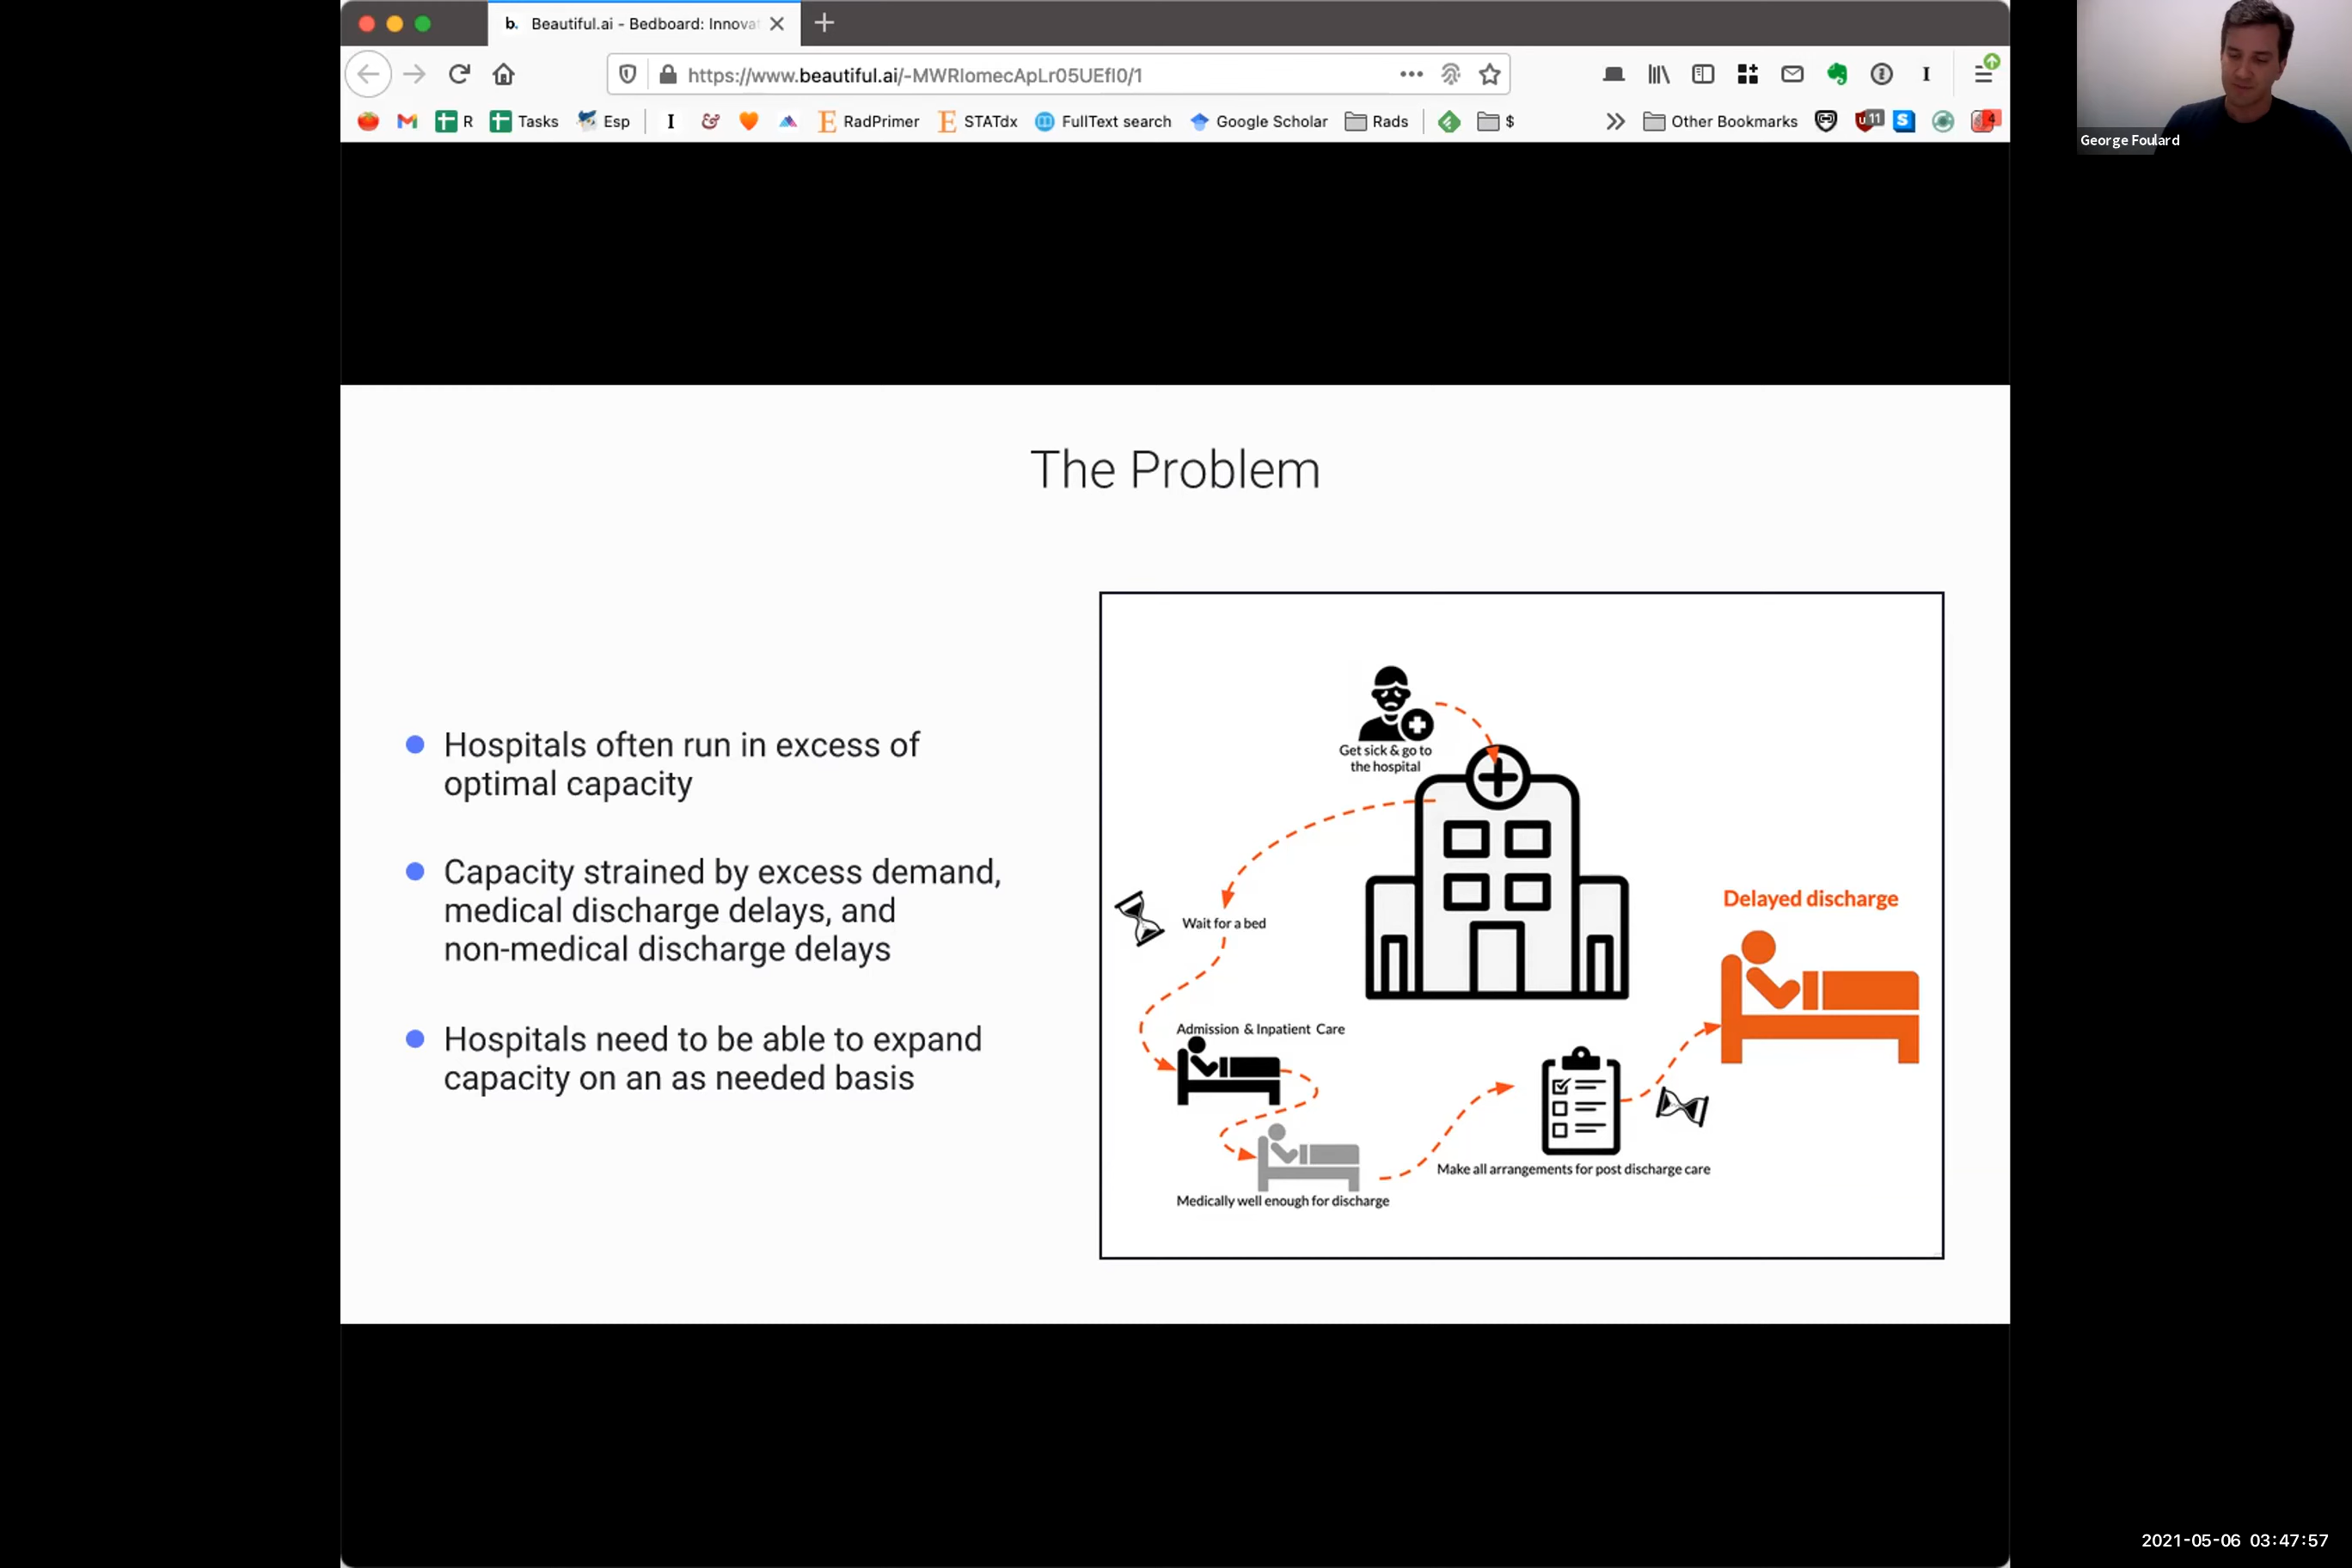 b. Beautiful.ai - Bedboard: Innova
https://www.beautiful.ai/-MWRIomecApLr05UEfI0/1
R Tasks Esp I & RadPrimer STATdx FullText search Google Scholar Rads $ Other Bookmarks 11 S 4
George Foulard
The Problem
Hospitals often run in excess of
optimal capacity
Capacity strained by excess demand,
medical discharge delays, and
non-medical discharge delays
Hospitals need to be able to expand
capacity on an as needed basis
Get sick & go to
the hospital
Wait for a bed
Admission & Inpatient Care
Medically well enough for discharge
Make all arrangements for post discharge care
Delayed discharge
2021-05-06 03:47:57